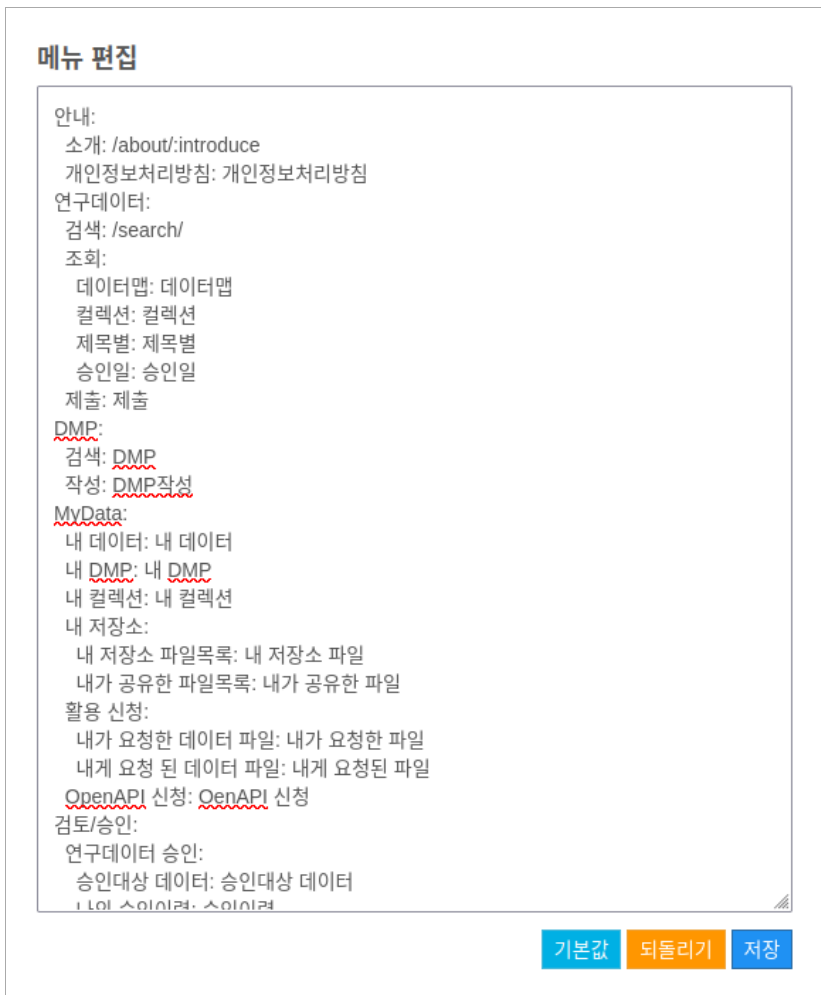 메뉴 편집
안내:
소개: /about/:introduce
개인정보처리방침: 개인정보처리방침
연구데이터:
검색: /search/
조회:
데이터맵: 데이터맵
컬렉션: 컬렉션
제목별: 제목별
승인일: 승인일
제출: 제출
DMP:
검색: DMP
작성: DMP작성
MyData:
내 데이터: 내 데이터
내 DMP: 내 DMP
내 컬렉션: 내 컬렉션
내 저장소:
내 저장소 파일목록: 내 저장소 파일
내가 공유한 파일목록: 내가 공유한 파일
활용 신청:
내가 요청한 데이터 파일: 내가 요청한 파일
내게 요청 된 데이터 파일: 내게 요청된 파일
OpenAPI 신청: OenAPI 신청
검토/승인:
연구데이터 승인:
승인대상 데이터: 승인대상 데이터
나의 승인이력: 승인이력
기본값 되돌리기 저장